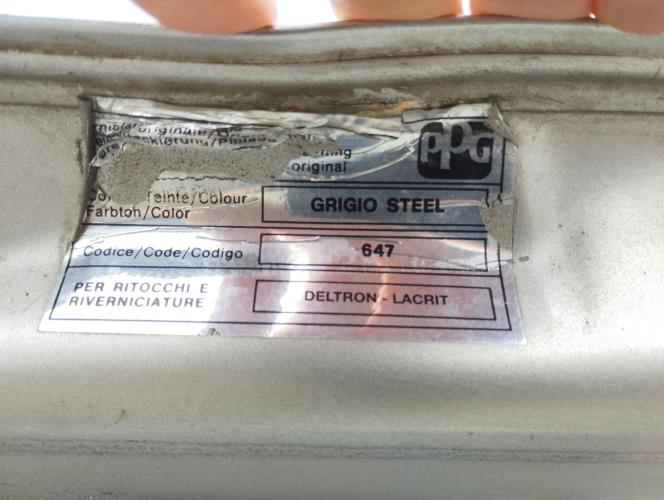 PPG
original
Teinte/Colour
Farbton/Color
GRIGIO STEEL
Codice/Code/Codigo
647
PER RITOCCHI E
RIVERNICIATURE
DELTRON - LACRIT